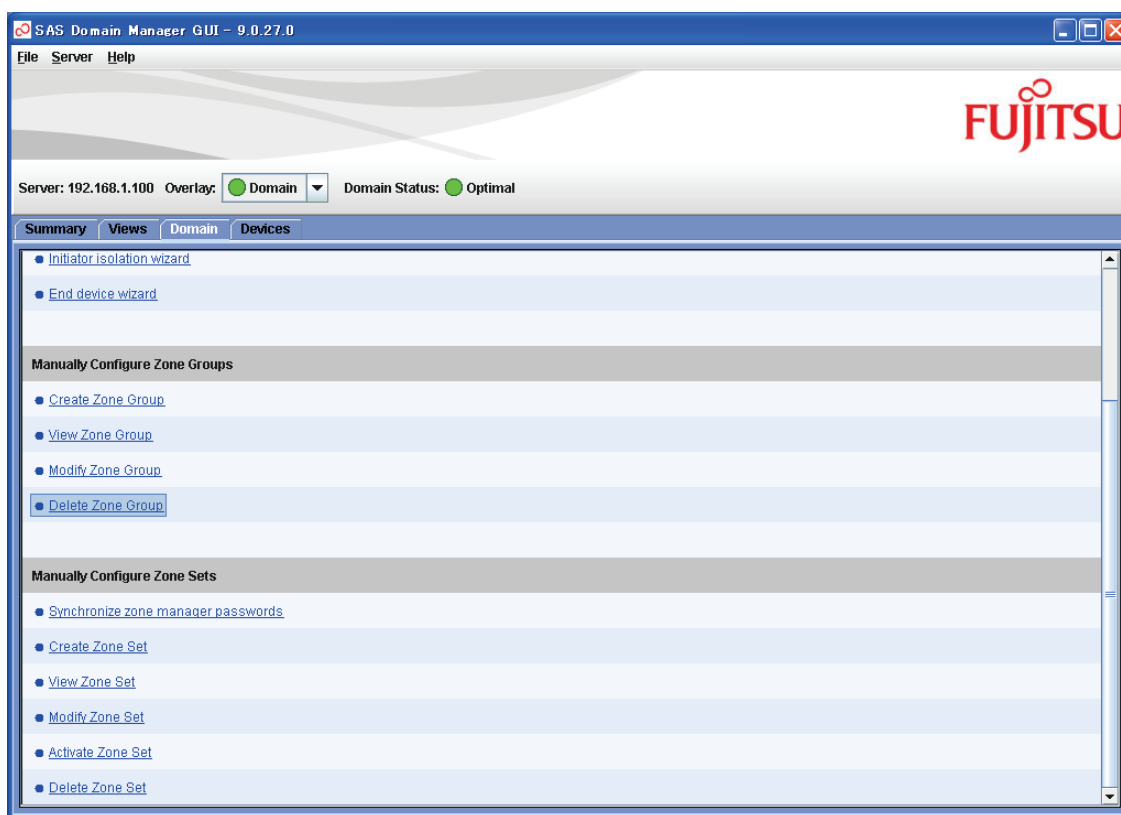 SAS Domain Manager GUI - 9.0.27.0
File Server Help
FUJITSU
Server: 192.168.1.100 Overlay: Domain Domain Status: Optimal
Summary Views Domain Devices
Initiator isolation wizard
End device wizard
Manually Configure Zone Groups
Create Zone Group
View Zone Group
Modify Zone Group
Delete Zone Group
Manually Configure Zone Sets
Synchronize zone manager passwords
Create Zone Set
View Zone Set
Modify Zone Set
Activate Zone Set
Delete Zone Set